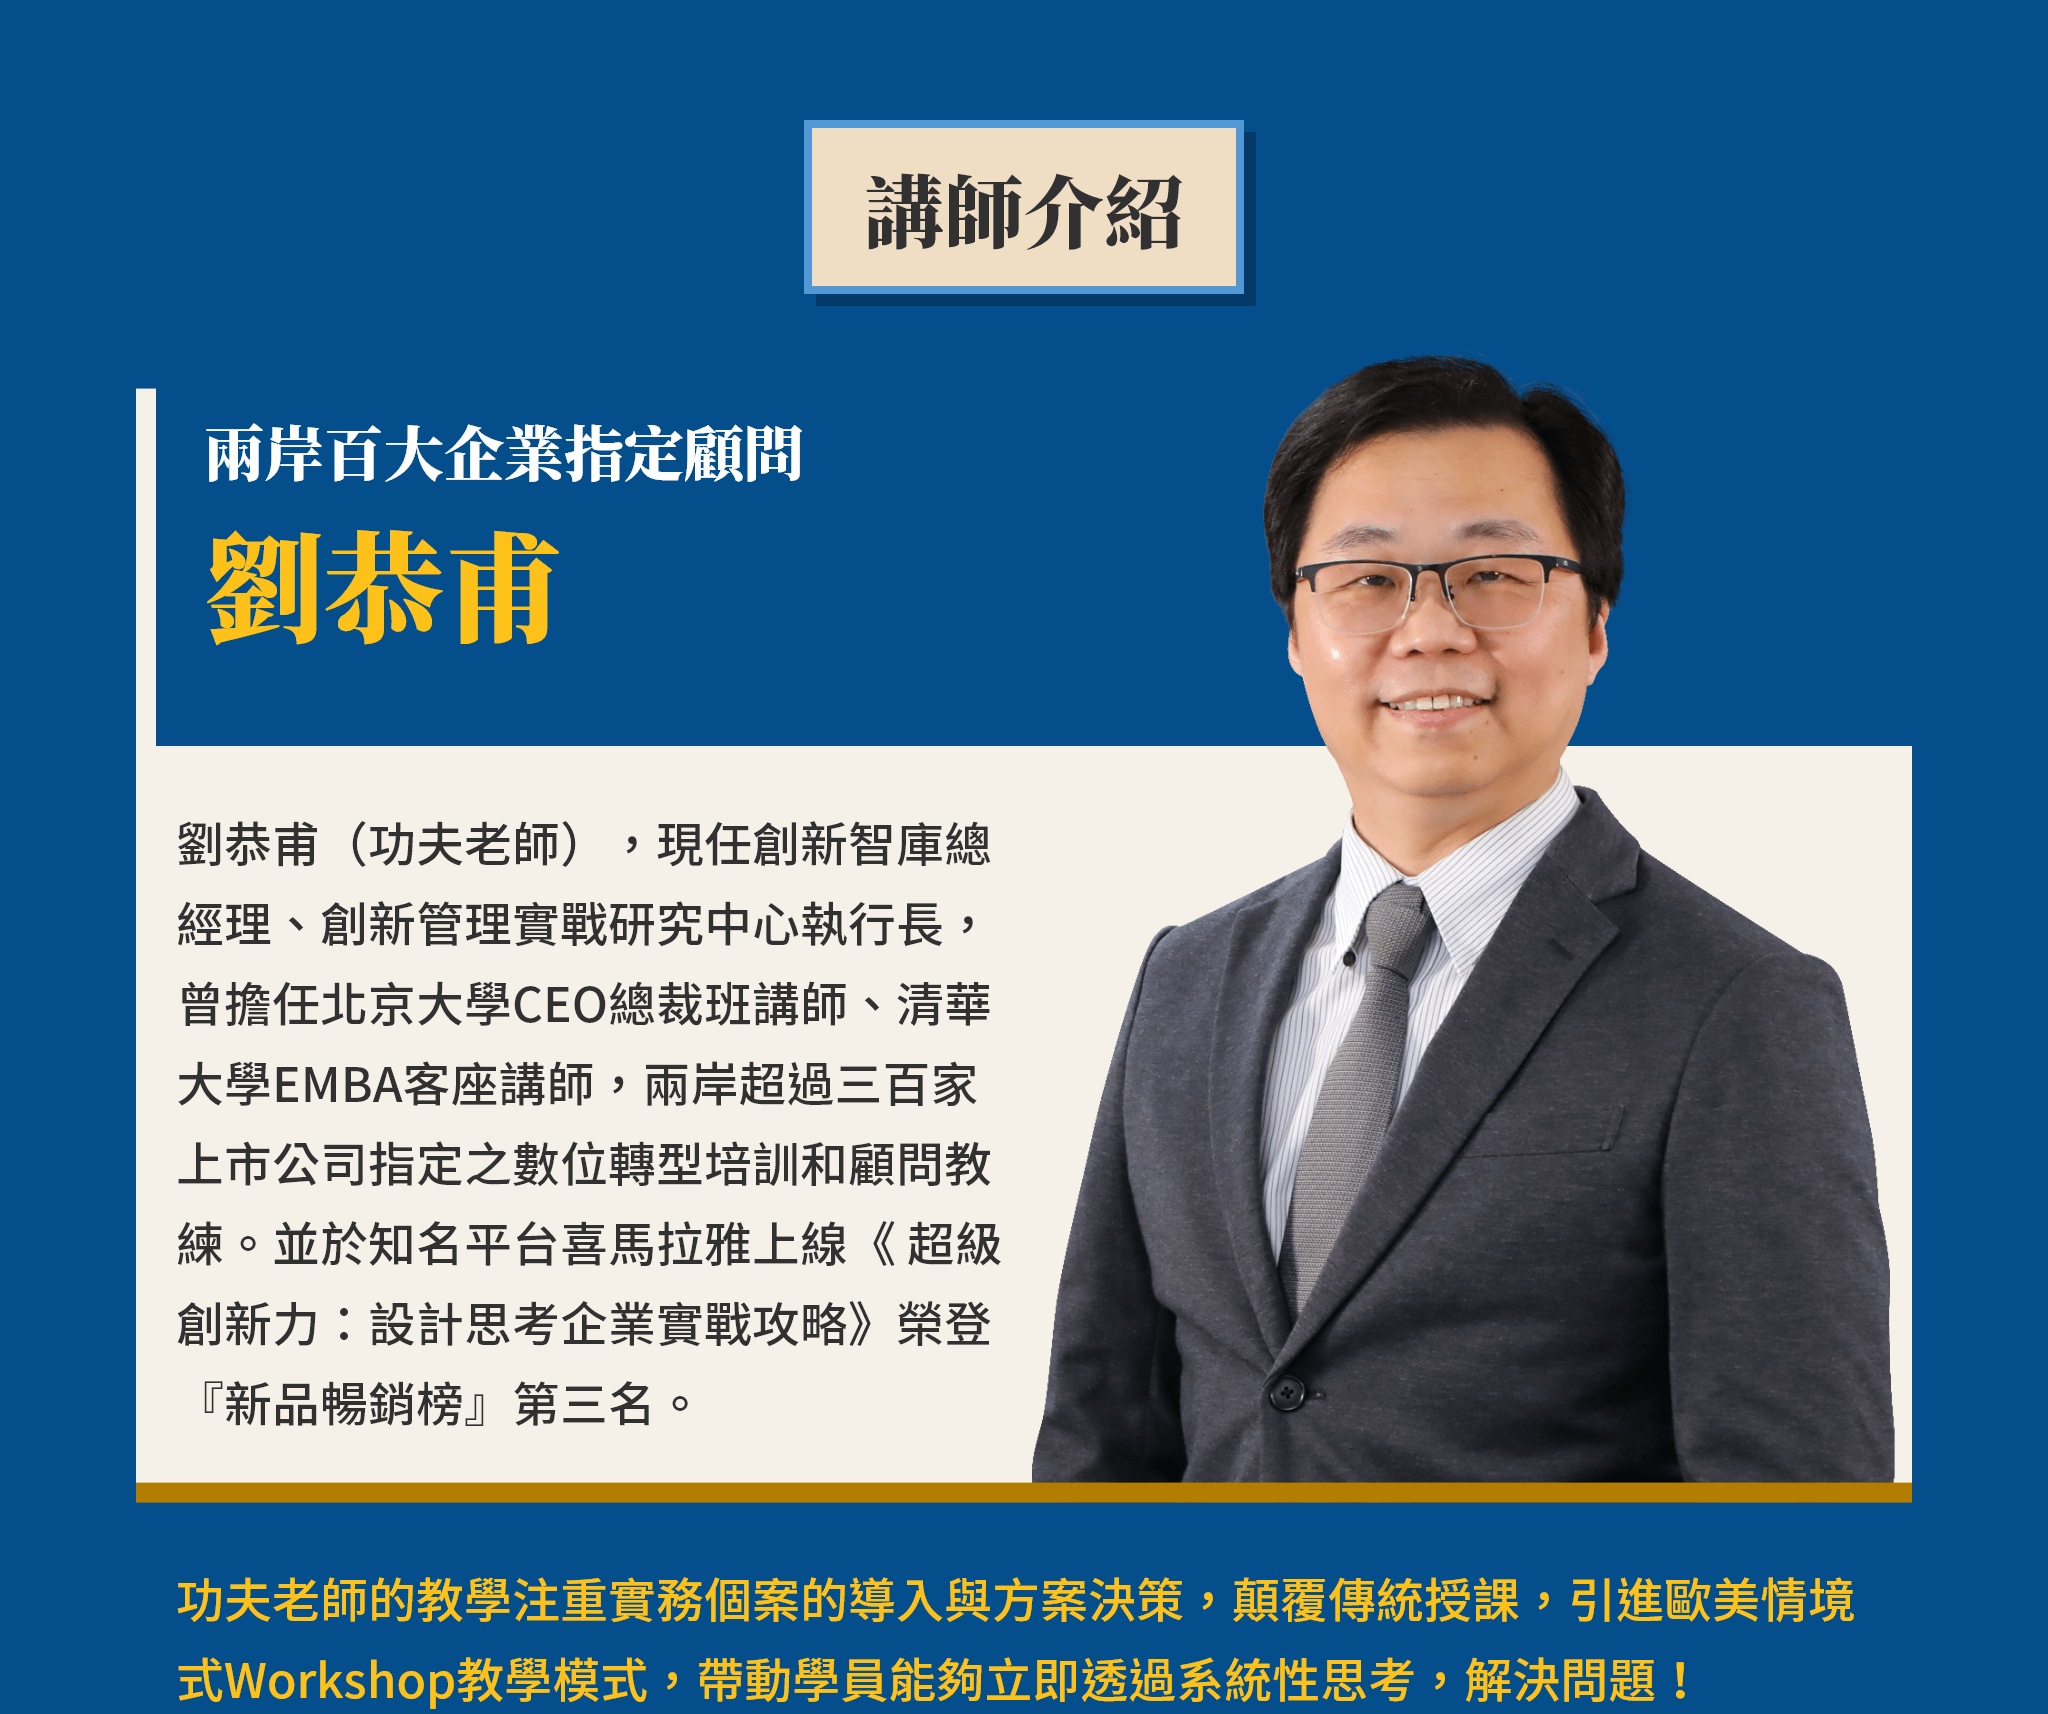 講師介紹
兩岸百大企業指定顧問
劉恭甫
劉恭甫（功夫老師），現任創新智庫總
經理、創新管理實戰研究中心執行長，
曾擔任北京大學CEO總裁班講師、清華
大學EMBA客座講師，兩岸超過三百家
上市公司指定之數位轉型培訓和顧問教
練。並於知名平台喜馬拉雅上線《 超級
創新力：設計思考企業實戰攻略》榮登
『新品暢銷榜』第三名。
功夫老師的教學注重實務個案的導入與方案決策，顛覆傳統授課，引進歐美情境
式Workshop教學模式，帶動學員能夠立即透過系統性思考，解決問題！